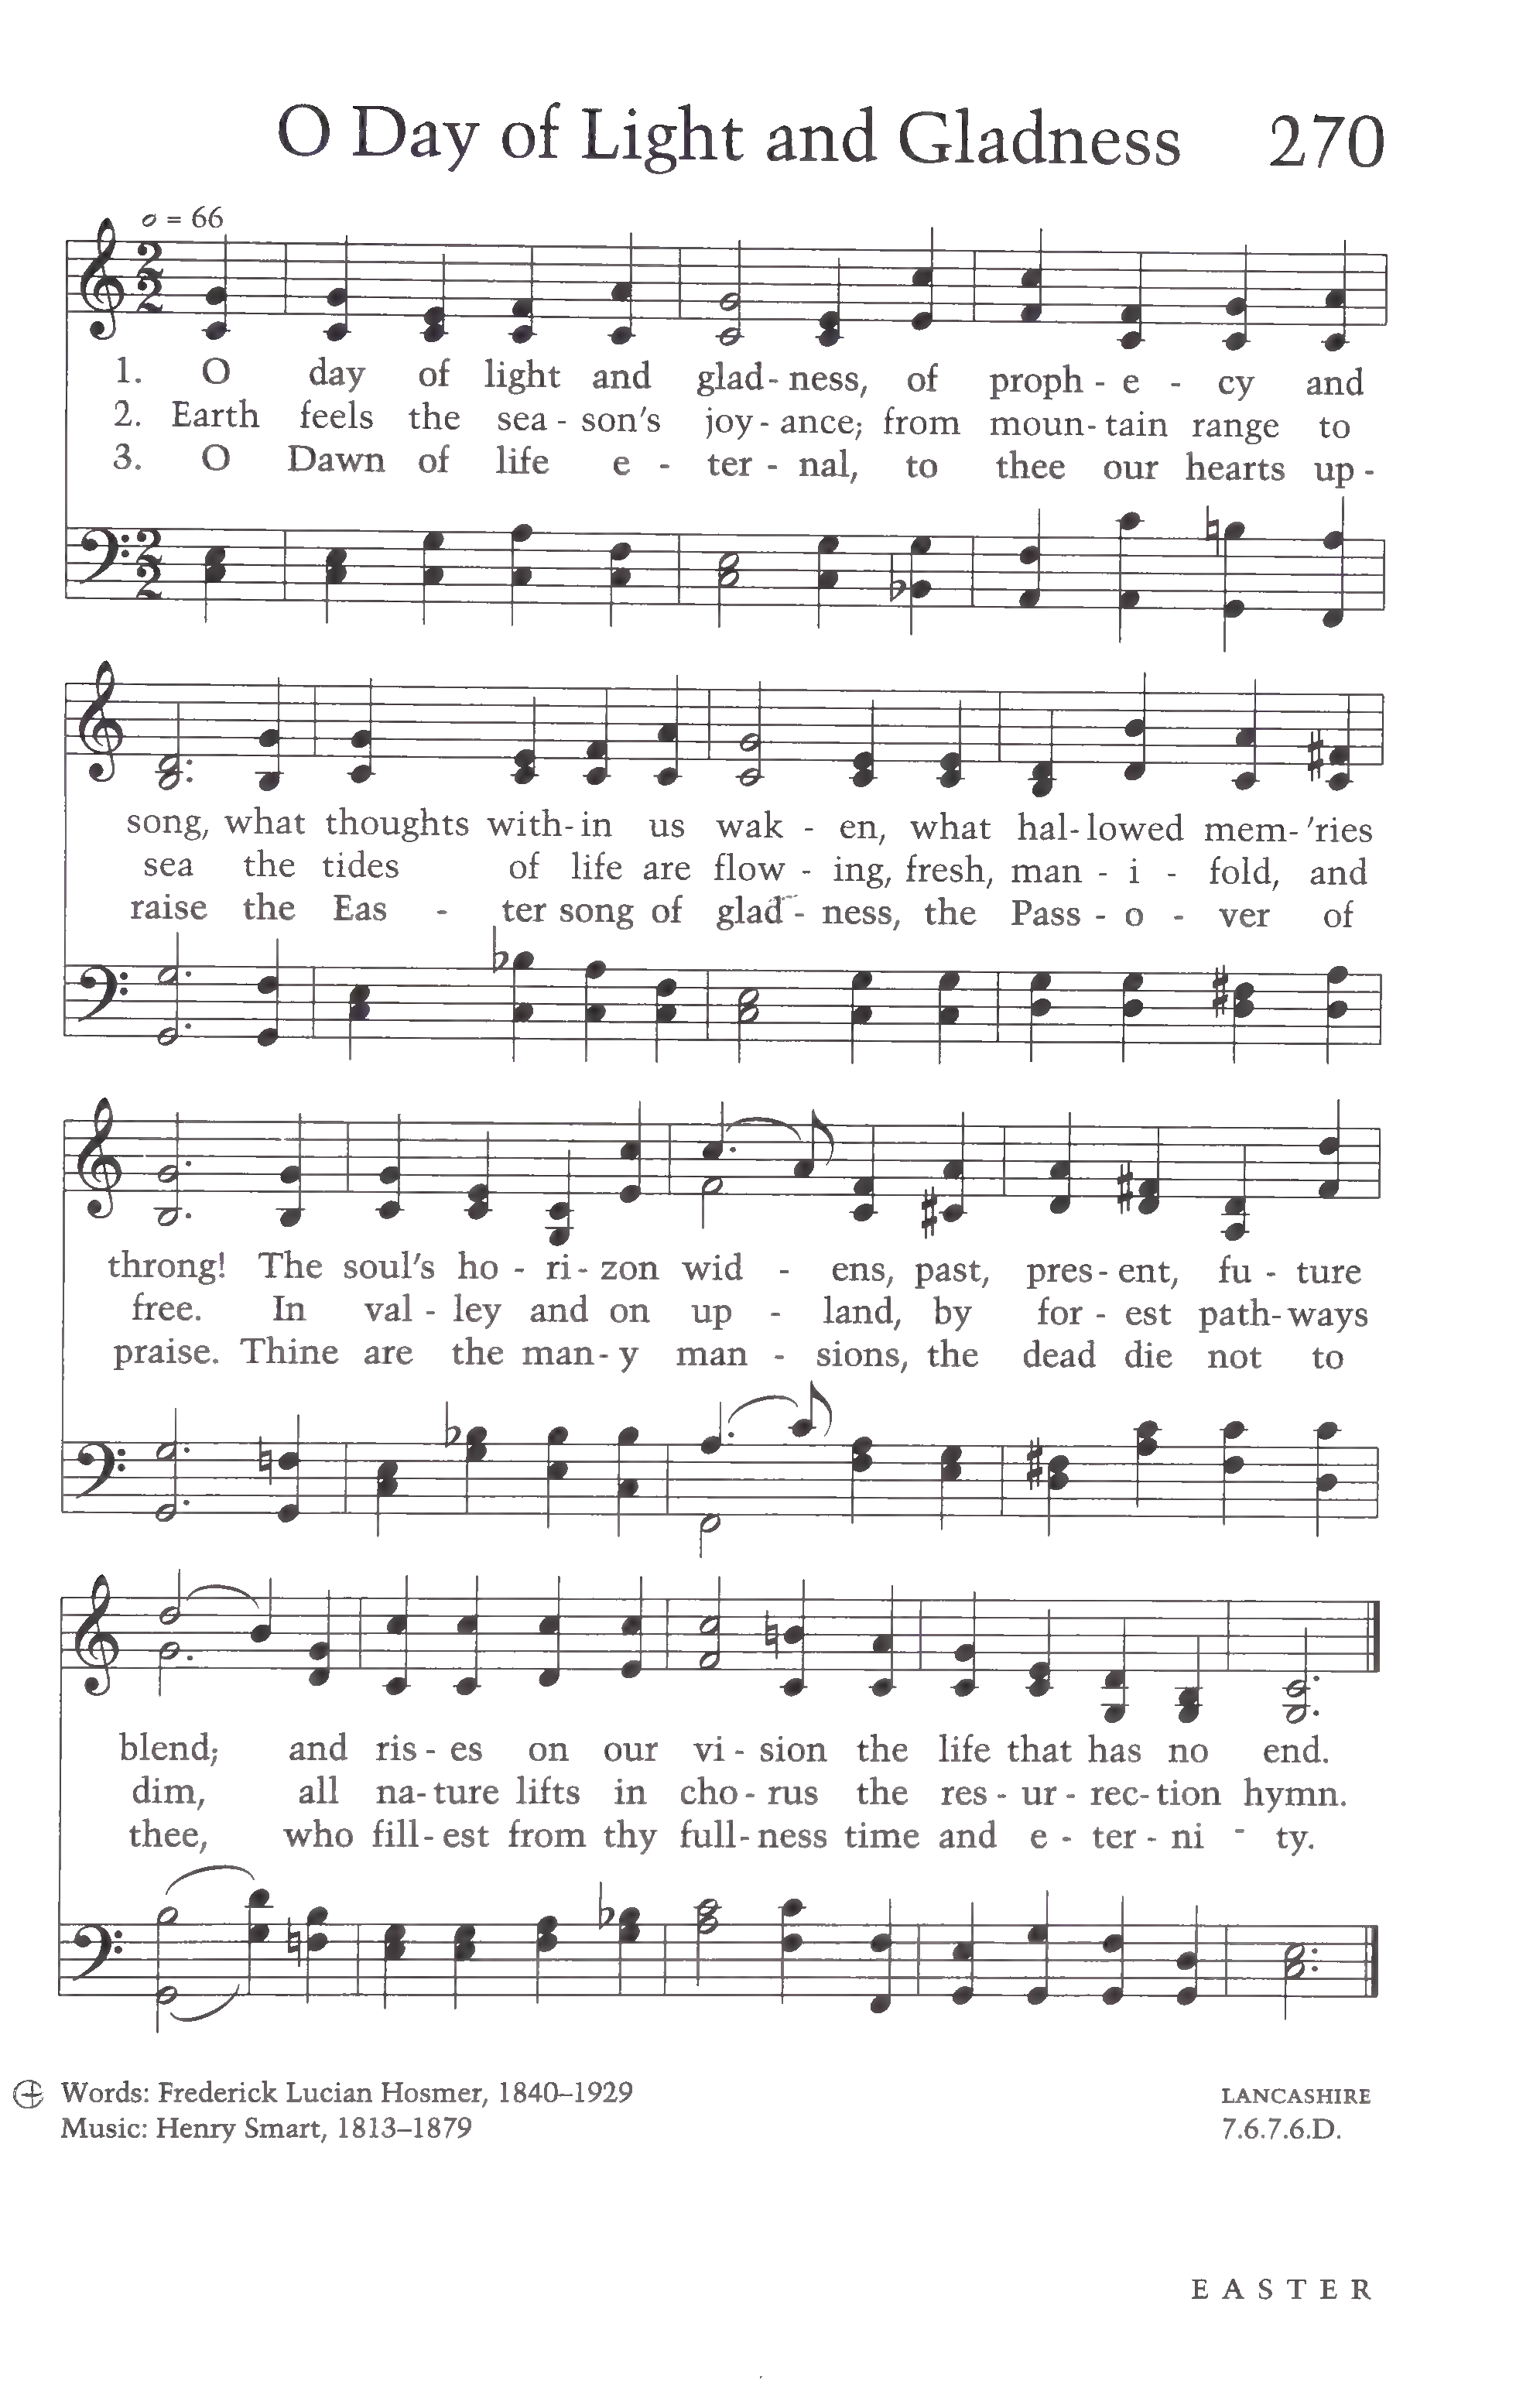 O Day of Light and Gladness 270
= 66
1. O day of light and glad- ness, of proph - e - cy and
2. Earth feels the sea - son's joy - ance; from moun- tain range to
3. O Dawn of life e - ter - nal, to thee our hearts up -
song, what thoughts with- in us wak - en, what hal- lowed mem- 'ries
sea the tides of life are flow - ing, fresh, man - i - fold, and
raise the Eas - ter song of glad - ness, the Pass - o - ver of
throng! The soul's ho - ri - zon wid - ens, past, pres- ent, fu - ture
free. In val - ley and on up - land, by for - est path- ways
praise. Thine are the man- y man - sions, the dead die not to
blend; and ris - es on our vi - sion the life that has no end.
dim, all na- ture lifts in cho - rus the res - ur - rec- tion hymn.
thee, who fill- est from thy full- ness time and e - ter - ni - ty.
Words: Frederick Lucian Hosmer, 1840–1929 LANCASHIRE
Music: Henry Smart, 1813–1879 7.6.7.6.D.
EASTER